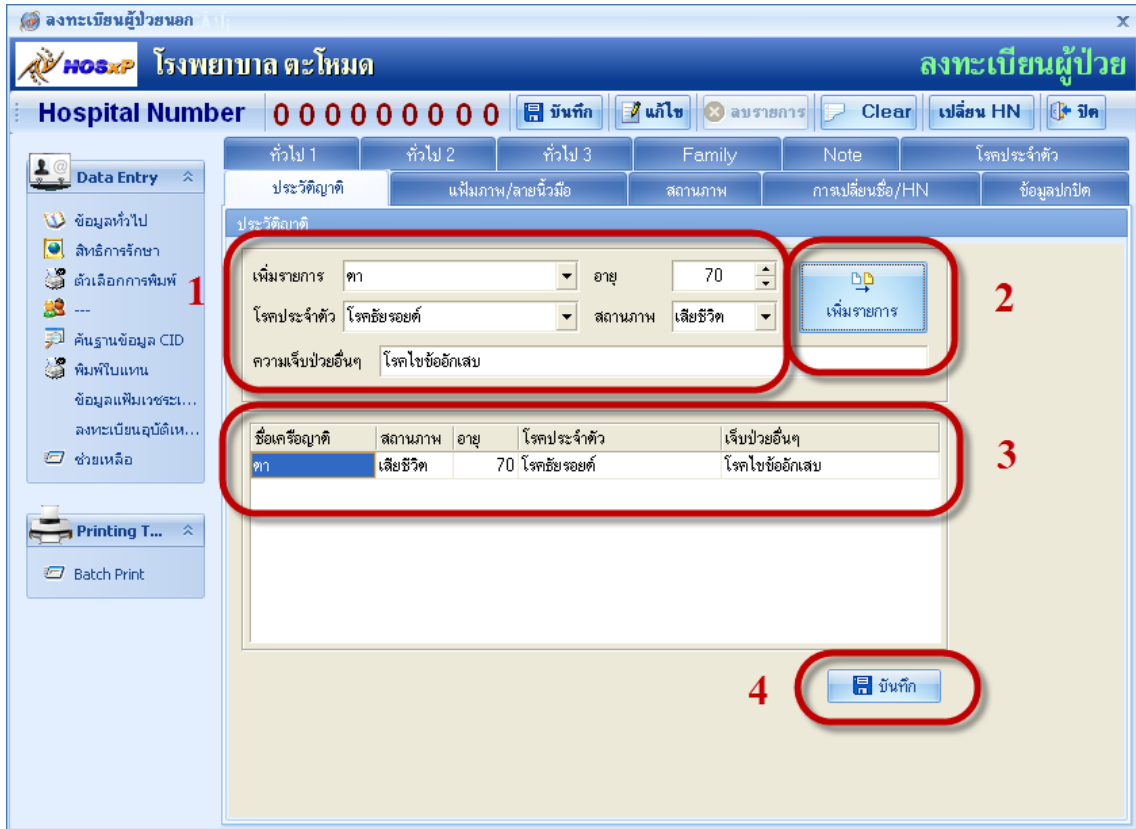 ลงทะเบียนผู้ป่วยนอก
x
HOSxP โรงพยาบาล ตะโหมด ลงทะเบียนผู้ป่วย
Hospital Number 0 0 0 0 0 0 0 0 0 บันทึก แก้ไข ลบรายการ Clear เปลี่ยน HN ปิด
ทั่วไป 1 ทั่วไป 2 ทั่วไป 3 Family Note โรคประจำตัว
ประวัติญาติ แฟ้มภาพ/ลายนิ้วมือ สถานภาพ การเปลี่ยนชื่อ/HN ข้อมูลปกปิด
Data Entry
ข้อมูลทั่วไป
สิทธิการรักษา
ตัวเลือกการพิมพ์
---
ค้นฐานข้อมูล CID
พิมพ์ใบแทน
ข้อมูลแฟ้มเวชระเ...
ลงทะเบียนอุบัติเห...
ช่วยเหลือ
Printing T...
Batch Print
ประวัติญาติ
1
เพิ่มรายการ ตา อายุ 70
โรคประจำตัว โรคธัยรอยต์ สถานภาพ เสียชีวิต
ความเจ็บป่วยอื่นๆ โรคไขข้ออักเสบ
เพิ่มรายการ
2
ชื่อเครือญาติ สถานภาพ อายุ โรคประจำตัว เจ็บป่วยอื่นๆ
ตา เสียชีวิต 70 โรคธัยรอยต์ โรคไขข้ออักเสบ
3
4
บันทึก